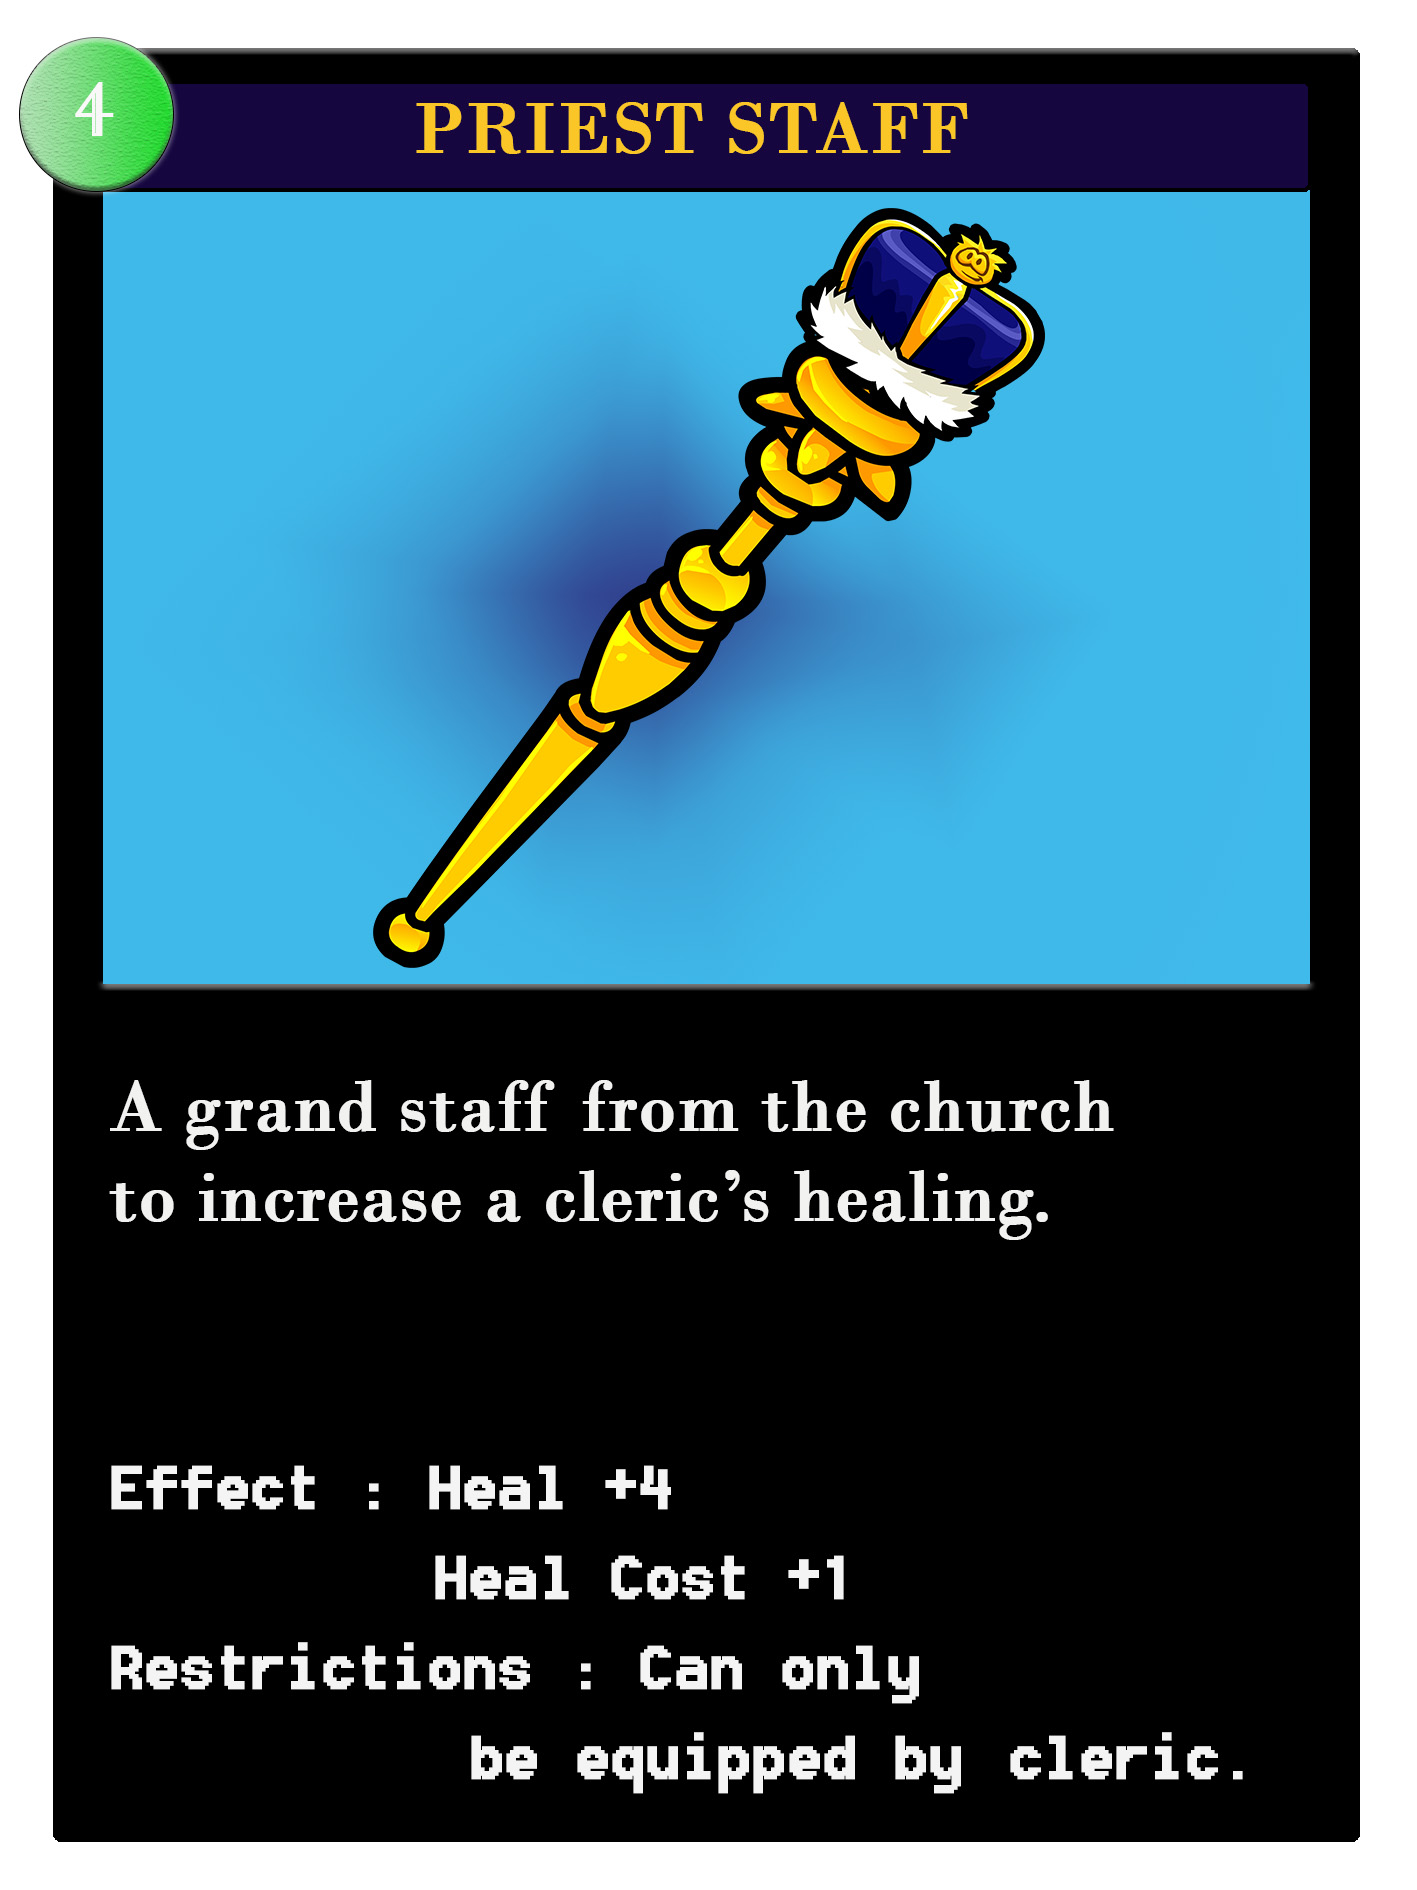 4
PRIEST STAFF
A grand staff from the church
to increase a cleric’s healing.
Effect : Heal +4
Heal Cost +1
Restrictions : Can only
be equipped by cleric.